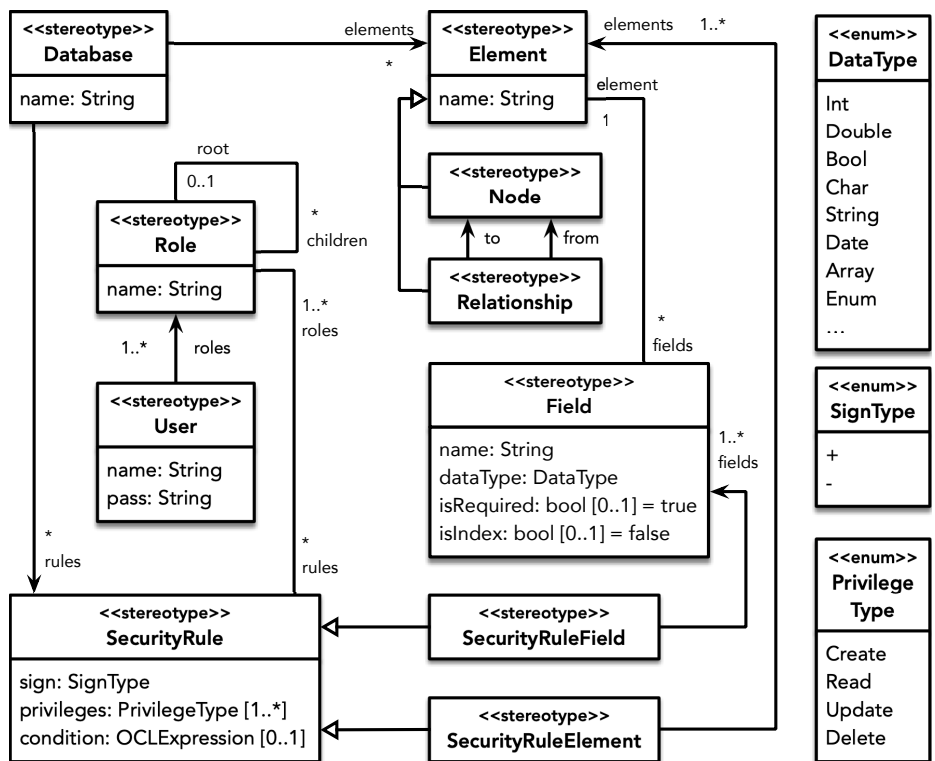 <<stereotype>>
Database
name: String
elements
*
<<stereotype>>
Element
name: String
elements 1..*
element
1
<<enum>>
DataType
Int
Double
Bool
Char
String
Date
Array
Enum
...
root
0..1
*
children
<<stereotype>>
Role
name: String
1..*
roles
<<stereotype>>
Node
to
from
<<stereotype>>
Relationship
*
fields
1..*
roles
<<stereotype>>
User
name: String
pass: String
<<stereotype>>
Field
name: String
dataType: DataType
isRequired: bool [0..1] = true
isIndex: bool [0..1] = false
1..*
fields
<<enum>>
SignType
+
-
*
rules
*
rules
<<stereotype>>
SecurityRule
sign: SignType
privileges: PrivilegeType [1..*]
condition: OCLExpression [0..1]
<<stereotype>>
SecurityRuleField
<<stereotype>>
SecurityRuleElement
<<enum>>
Privilege
Type
Create
Read
Update
Delete